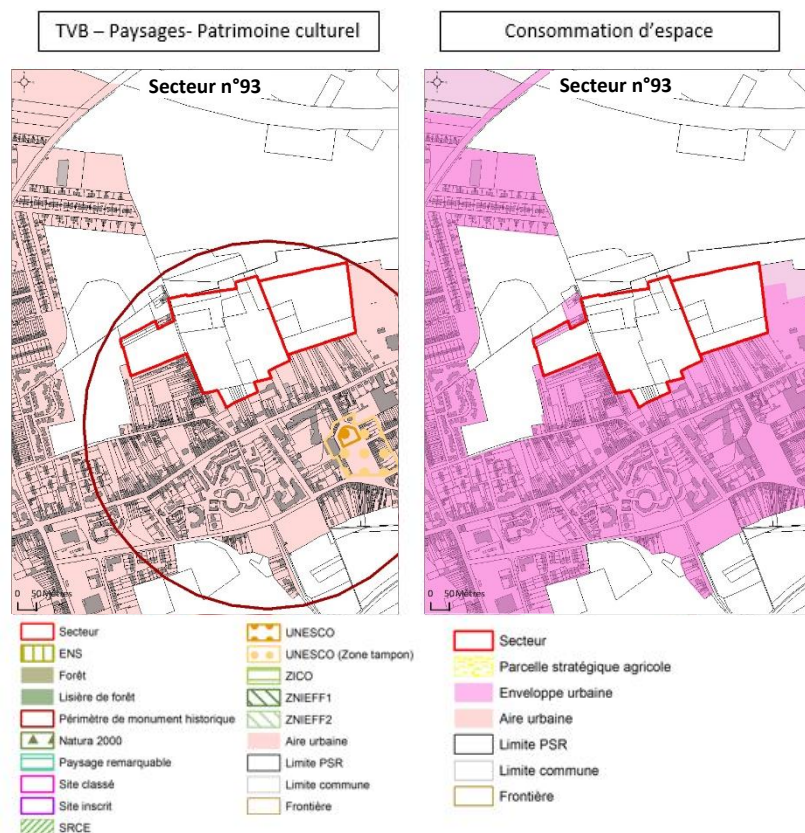 TVB – Paysages- Patrimoine culturel
Consommation d'espace
Secteur n°93
Secteur n°93
0 50 Mètres
0 50 Mètres
Secteur
ENS
Forêt
Lisière de forêt
Périmètre de monument historique
Natura 2000
Paysage remarquable
Site classé
Site inscrit
SRCE
UNESCO
UNESCO (Zone tampon)
ZICO
ZNIEFF1
ZNIEFF2
Aire urbaine
Limite PSR
Limite commune
Frontière
Secteur
Parcelle stratégique agricole
Enveloppe urbaine
Aire urbaine
Limite PSR
Limite commune
Frontière